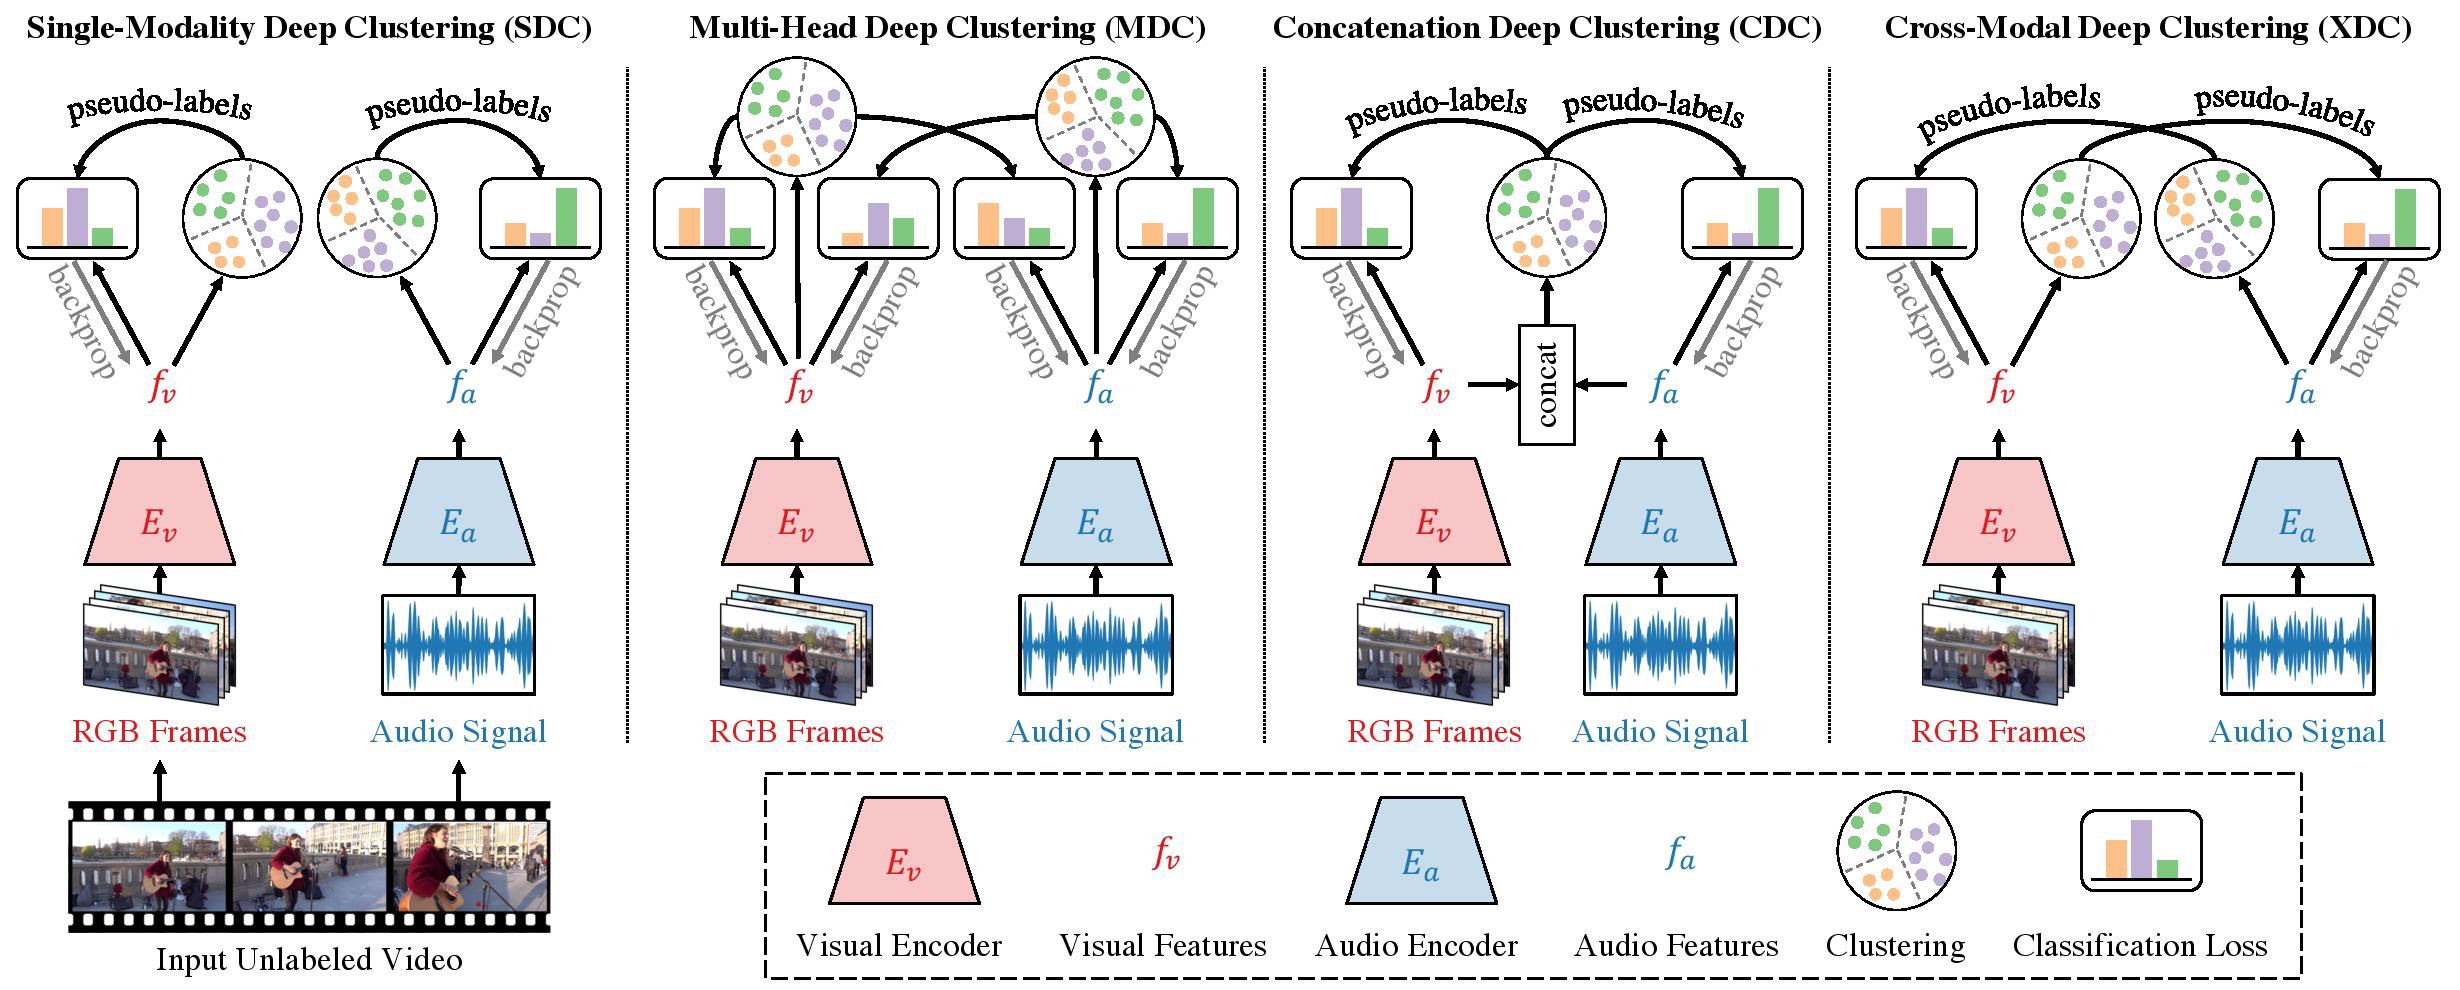 Single-Modality Deep Clustering (SDC)
pseudo-labels
pseudo-labels
backprop
backprop
f_v
f_a
E_v
E_a
RGB Frames
Audio Signal
Input Unlabeled Video
Multi-Head Deep Clustering (MDC)
backprop
backprop
backprop
backprop
f_v
f_a
E_v
E_a
RGB Frames
Audio Signal
Concatenation Deep Clustering (CDC)
pseudo-labels
pseudo-labels
backprop
backprop
f_v
concat
f_a
E_v
E_a
RGB Frames
Audio Signal
Cross-Modal Deep Clustering (XDC)
pseudo-labels
pseudo-labels
backprop
backprop
f_v
f_a
E_v
E_a
RGB Frames
Audio Signal
E_v
f_v
E_a
f_a
Visual Encoder
Visual Features
Audio Encoder
Audio Features
Clustering
Classification Loss